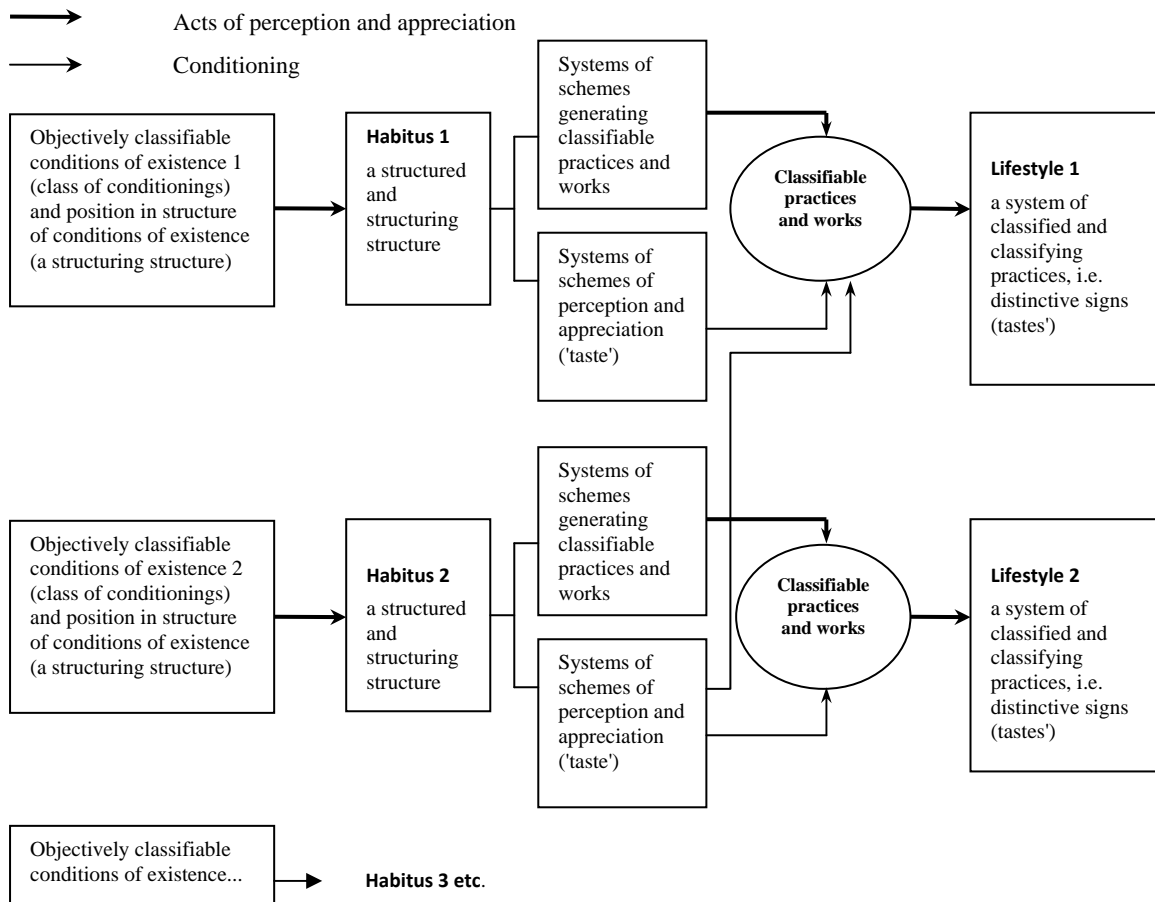 Acts of perception and appreciation
Conditioning
Objectively classifiable
conditions of existence 1
(class of conditionings)
and position in structure
of conditions of existence
(a structuring structure)
Habitus 1
a structured
and
structuring
structure
Systems of
schemes
generating
classifiable
practices and
works
Systems of
schemes of
perception and
appreciation
('taste')
Classifiable
practices
and works
Lifestyle 1
a system of
classified and
classifying
practices, i.e.
distinctive signs
(tastes')
Objectively classifiable
conditions of existence 2
(class of conditionings)
and position in structure
of conditions of existence
(a structuring structure)
Habitus 2
a structured
and
structuring
structure
Systems of
schemes
generating
classifiable
practices and
works
Systems of
schemes of
perception and
appreciation
('taste')
Classifiable
practices
and works
Lifestyle 2
a system of
classified and
classifying
practices, i.e.
distinctive signs
(tastes')
Objectively classifiable
conditions of existence...
Habitus 3 etc.